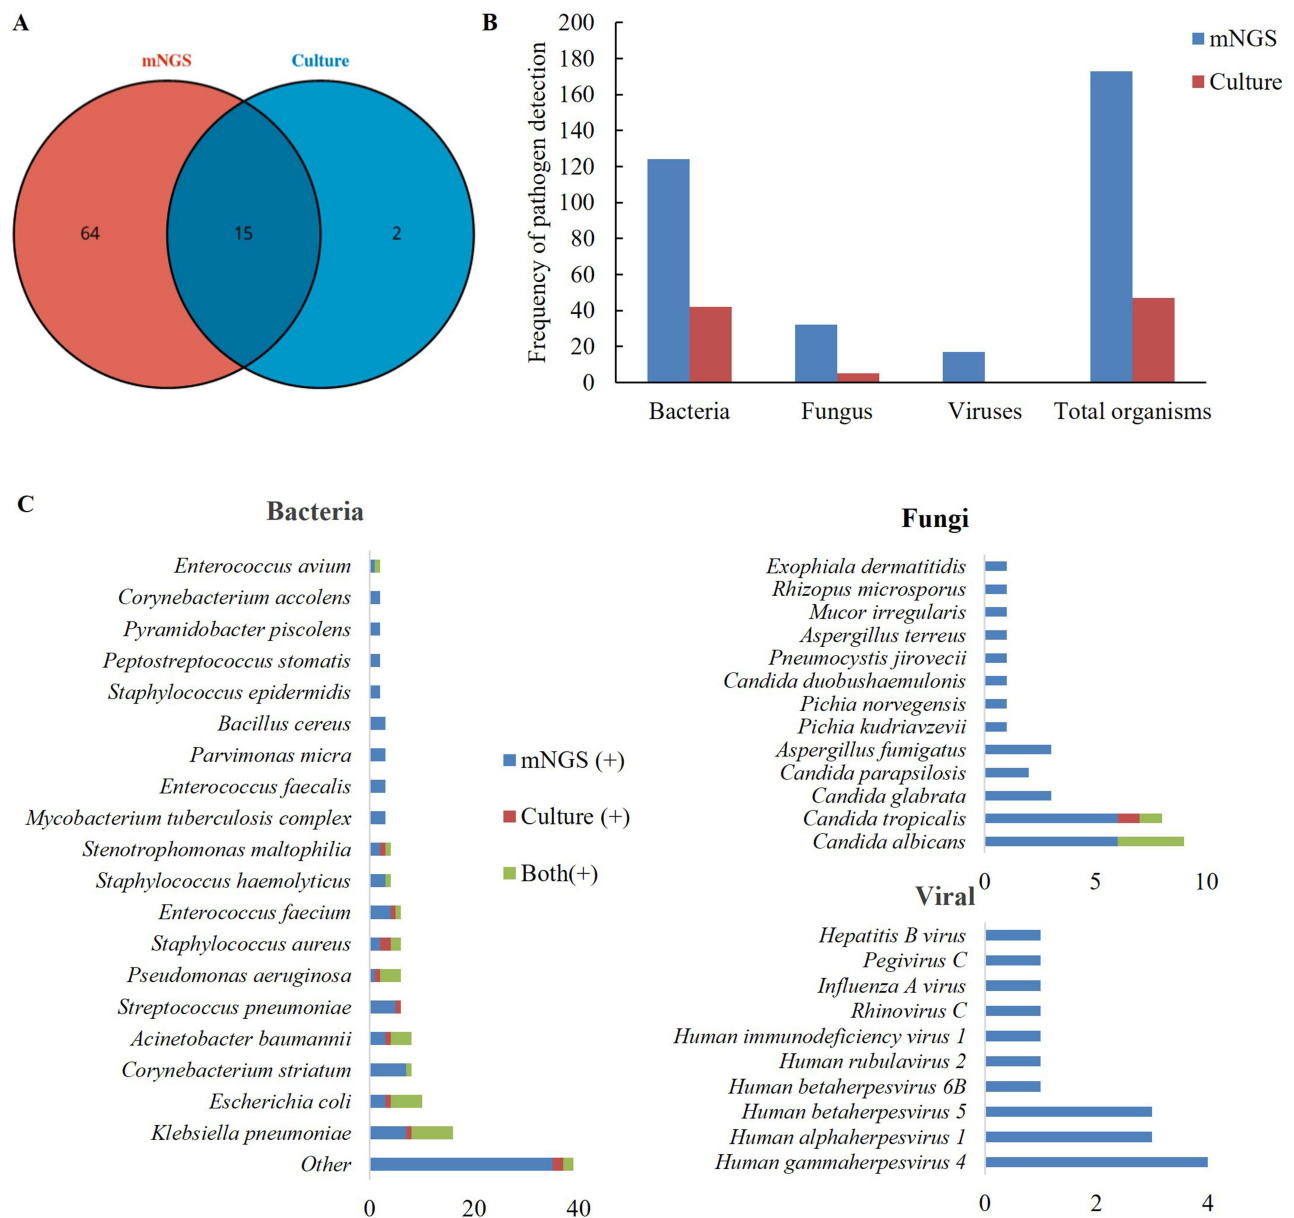 A
mNGS
Culture
64
15
2
B
Frequency of pathogen detection
200
180
160
140
120
100
80
60
40
20
0
Bacteria
Fungus
Viruses
Total organisms
mNGS
Culture
C
Bacteria
Enterococcus avium
Corynebacterium accolens
Pyramidobacter piscolens
Peptostreptococcus stomatis
Staphylococcus epidermidis
Bacillus cereus
Parvimonas micra
Enterococcus faecalis
Mycobacterium tuberculosis complex
Stenotrophomonas maltophilia
Staphylococcus haemolyticus
Enterococcus faecium
Staphylococcus aureus
Pseudomonas aeruginosa
Streptococcus pneumoniae
Acinetobacter baumannii
Corynebacterium striatum
Escherichia coli
Klebsiella pneumoniae
Other
0
20
40
mNGS (+)
Culture (+)
Both(+)
Fungi
Exophiala dermatitidis
Rhizopus microsporus
Mucor irregularis
Aspergillus terreus
Pneumocystis jirovecii
Candida duobushaemulonis
Pichia norvegensis
Pichia kudriavzevii
Aspergillus fumigatus
Candida parapsilosis
Candida glabrata
Candida tropicalis
Candida albicans
0
5
10
Viral
Hepatitis B virus
Pegivirus C
Influenza A virus
Rhinovirus C
Human immunodeficiency virus 1
Human rubulavirus 2
Human betaherpesvirus 6B
Human betaherpesvirus 5
Human alphaherpesvirus 1
Human gammaherpesvirus 4
0
2
4